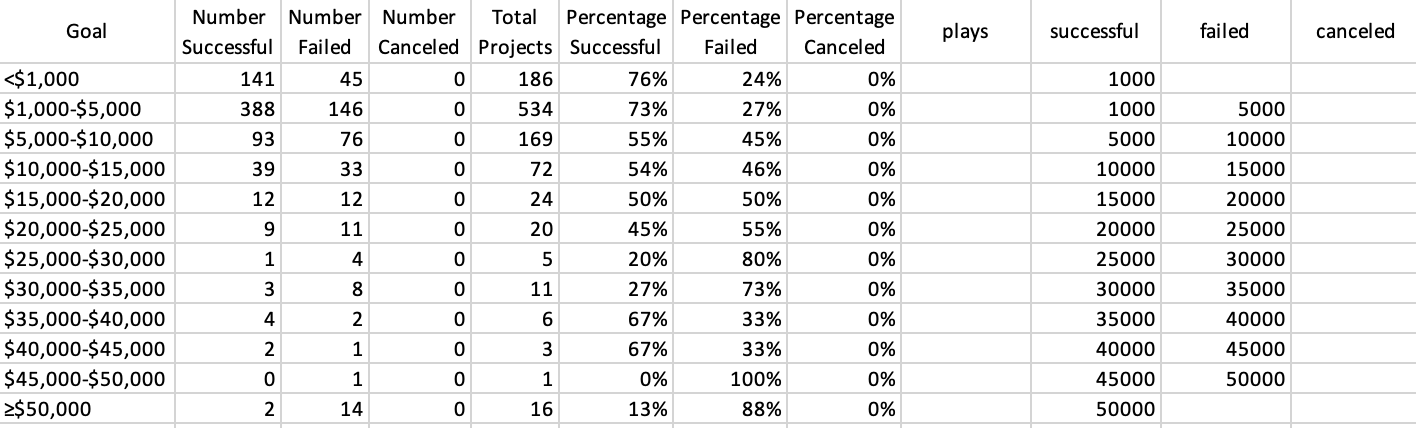 Goal Number Successful Number Failed Number Canceled Total Projects Percentage Successful Percentage Failed Percentage Canceled plays successful failed canceled
<$1,000 141 45 0 186 76% 24% 0% 1000
$1,000-$5,000 388 146 0 534 73% 27% 0% 1000 5000
$5,000-$10,000 93 76 0 169 55% 45% 0% 5000 10000
$10,000-$15,000 39 33 0 72 54% 46% 0% 10000 15000
$15,000-$20,000 12 12 0 24 50% 50% 0% 15000 20000
$20,000-$25,000 9 11 0 20 45% 55% 0% 20000 25000
$25,000-$30,000 1 4 0 5 20% 80% 0% 25000 30000
$30,000-$35,000 3 8 0 11 27% 73% 0% 30000 35000
$35,000-$40,000 4 2 0 6 67% 33% 0% 35000 40000
$40,000-$45,000 2 1 0 3 67% 33% 0% 40000 45000
$45,000-$50,000 0 1 0 1 0% 100% 0% 45000 50000
≥$50,000 2 14 0 16 13% 88% 0% 50000